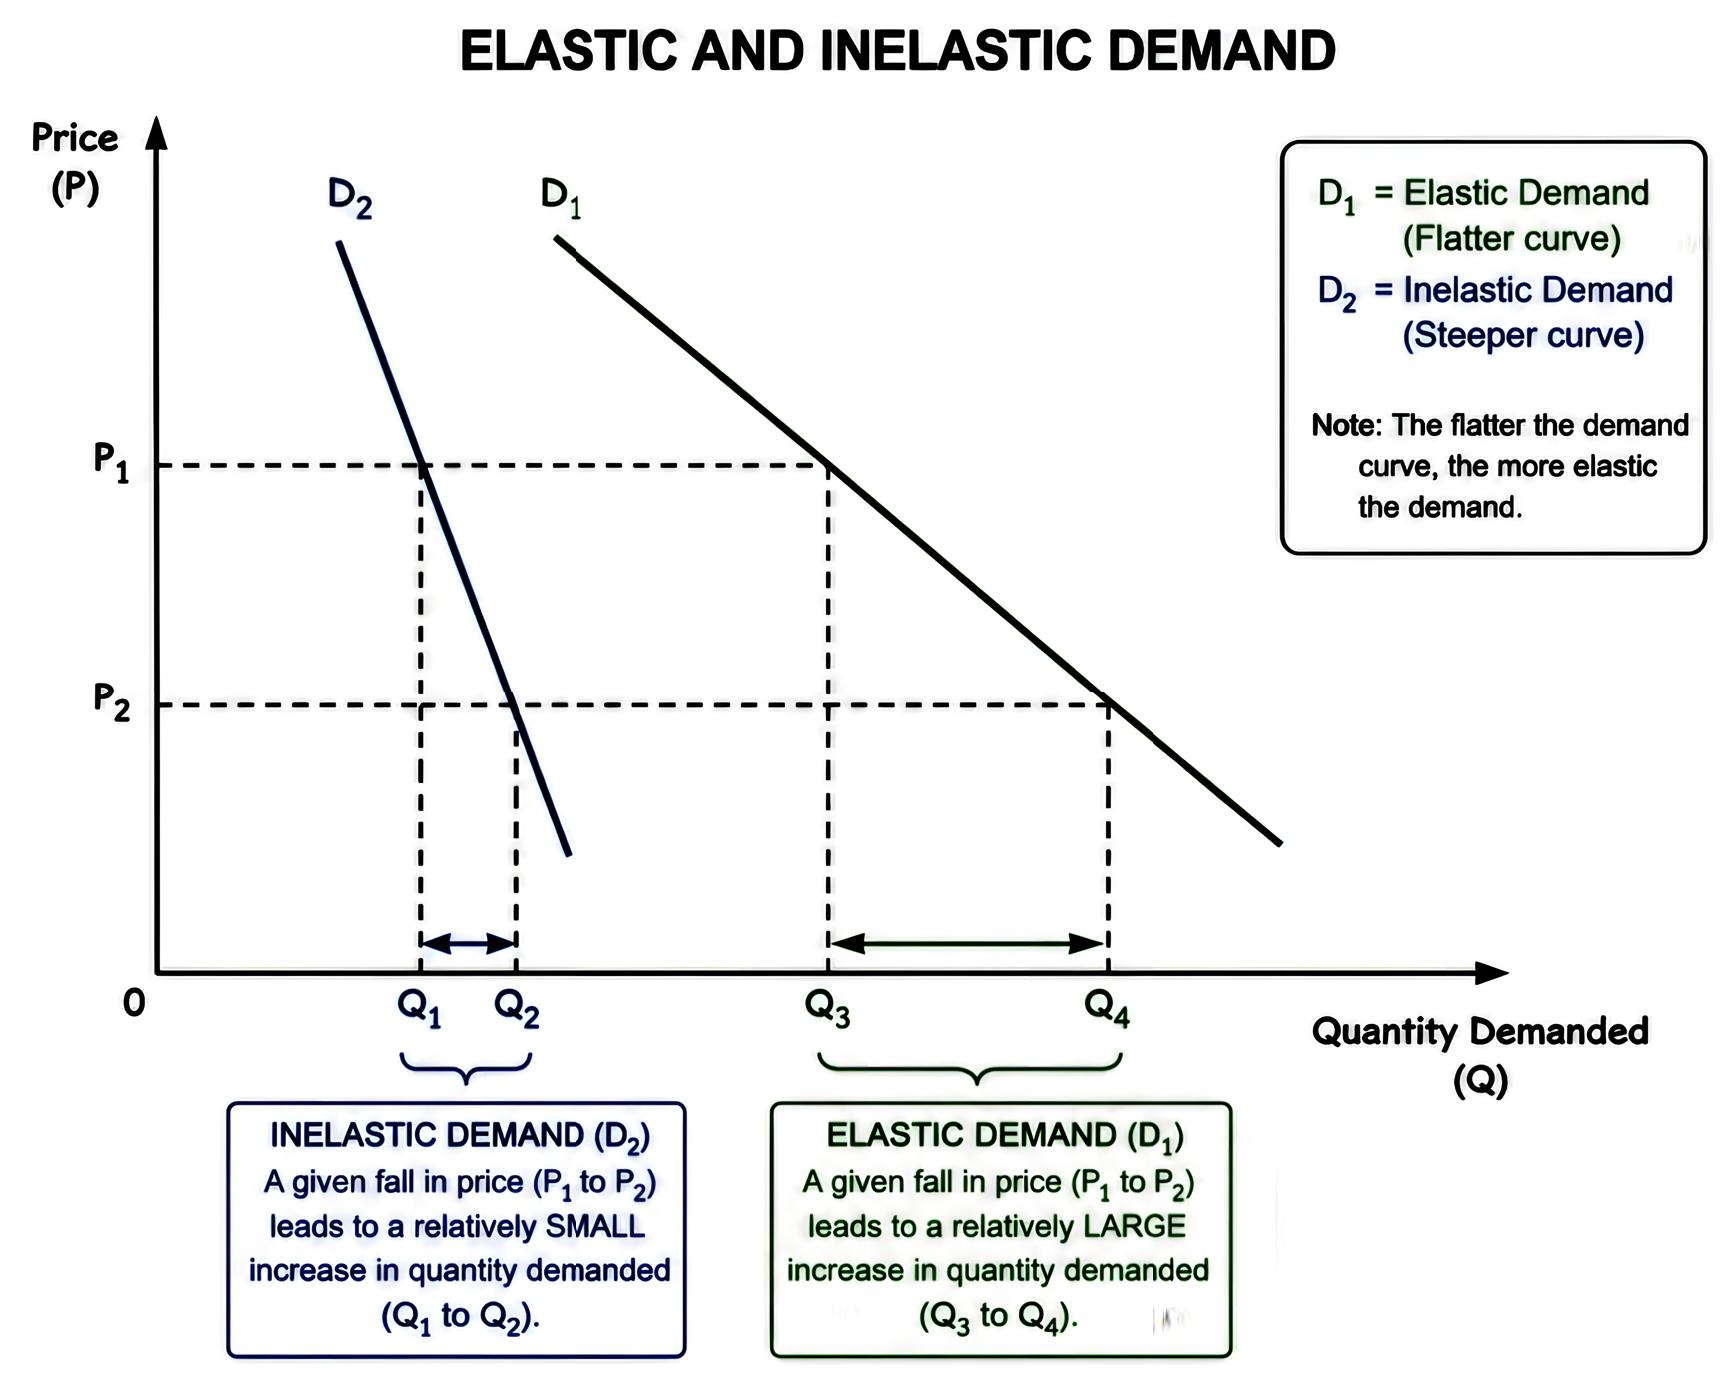 ELASTIC AND INELASTIC DEMAND
Price
(P)
D₂
D₁
D₁ = Elastic Demand
(Flatter curve)
D₂ = Inelastic Demand
(Steeper curve)
Note: The flatter the demand
curve, the more elastic
the demand.
P₁
P₂
0
Q₁
Q₂
Q₃
Q₄
Quantity Demanded
(Q)
INELASTIC DEMAND (D₂)
A given fall in price (P₁ to P₂)
leads to a relatively SMALL
increase in quantity demanded
(Q₁ to Q₂).
ELASTIC DEMAND (D₁)
A given fall in price (P₁ to P₂)
leads to a relatively LARGE
increase in quantity demanded
(Q₃ to Q₄).